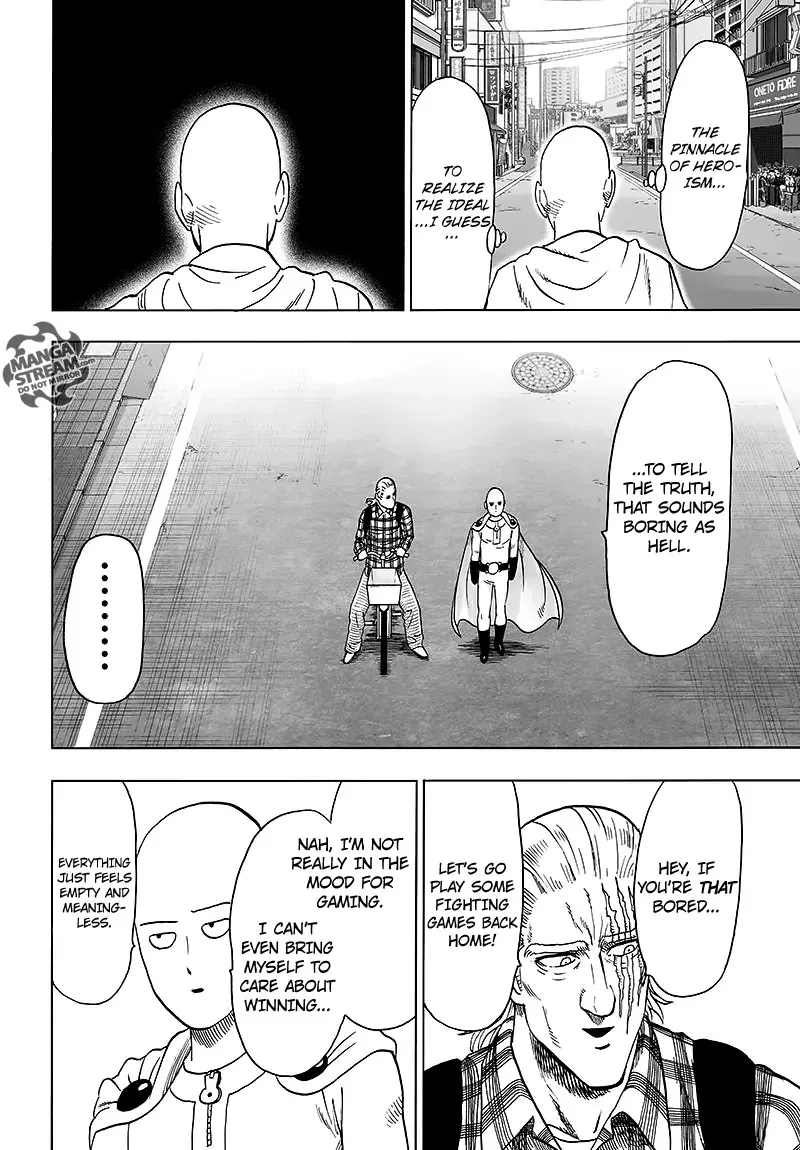 THE
PINNACLE
OF HERO-
ISM...
TO
REALIZE
THE IDEAL
...I GUESS
...
ONETO FIORE
MANGA
STREAM.com
DO NOT MIRROR!
...TO TELL
THE TRUTH,
THAT SOUNDS
BORING AS
HELL.
.........
HEY, IF
YOU'RE THAT
BORED...
LET'S GO
PLAY SOME
FIGHTING
GAMES BACK
HOME!
NAH, I'M NOT
REALLY IN THE
MOOD FOR
GAMING.
I CAN'T
EVEN BRING
MYSELF TO
CARE ABOUT
WINNING...
EVERYTHING
JUST FEELS
EMPTY AND
MEANING-
LESS.